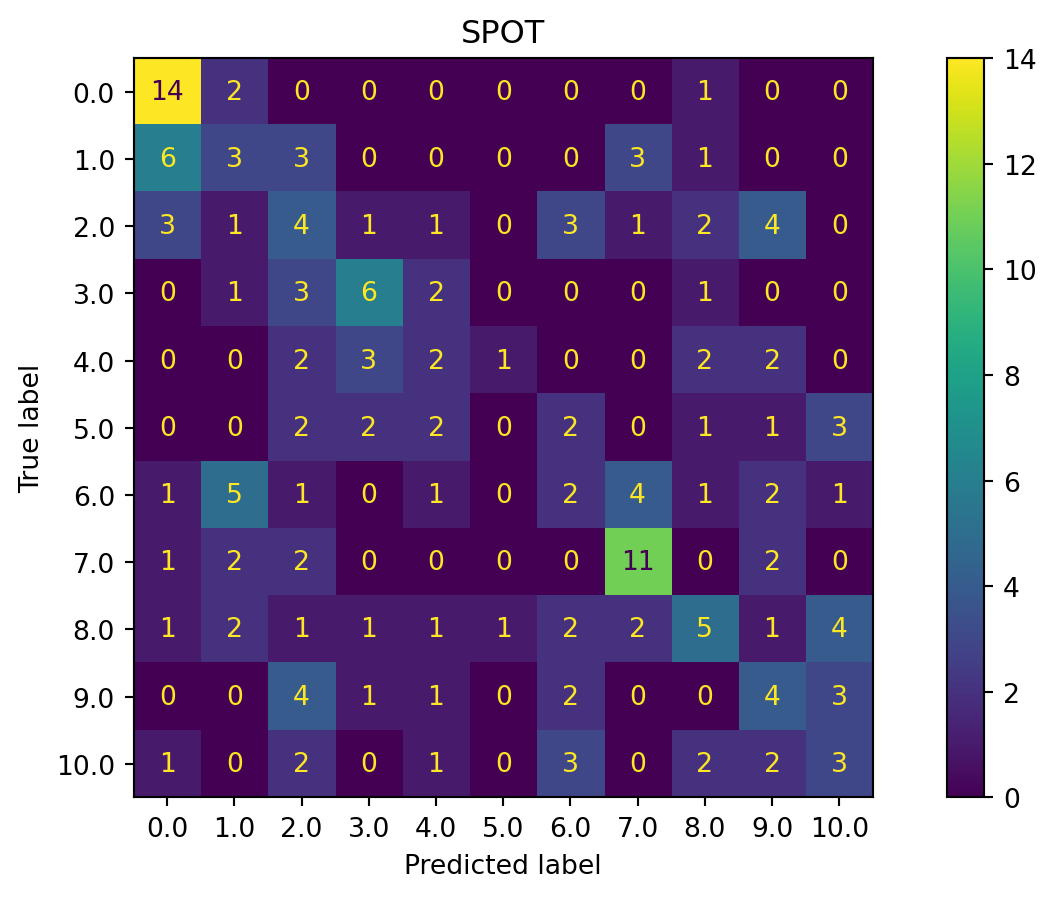 SPOT
True label
0.0 14 2 0 0 0 0 0 0 1 0 0
1.0 6 3 3 0 0 0 0 3 1 0 0
2.0 3 1 4 1 1 0 3 1 2 4 0
3.0 0 1 3 6 2 0 0 0 1 0 0
4.0 0 0 2 3 2 1 0 0 2 2 0
5.0 0 0 2 2 2 0 2 0 1 1 3
6.0 1 5 1 0 1 0 2 4 1 2 1
7.0 1 2 2 0 0 0 0 11 0 2 0
8.0 1 2 1 1 1 1 2 2 5 1 4
9.0 0 0 4 1 1 0 2 0 0 4 3
10.0 1 0 2 0 1 0 3 0 2 2 3
0.0 1.0 2.0 3.0 4.0 5.0 6.0 7.0 8.0 9.0 10.0
Predicted label
14
12
10
8
6
4
2
0